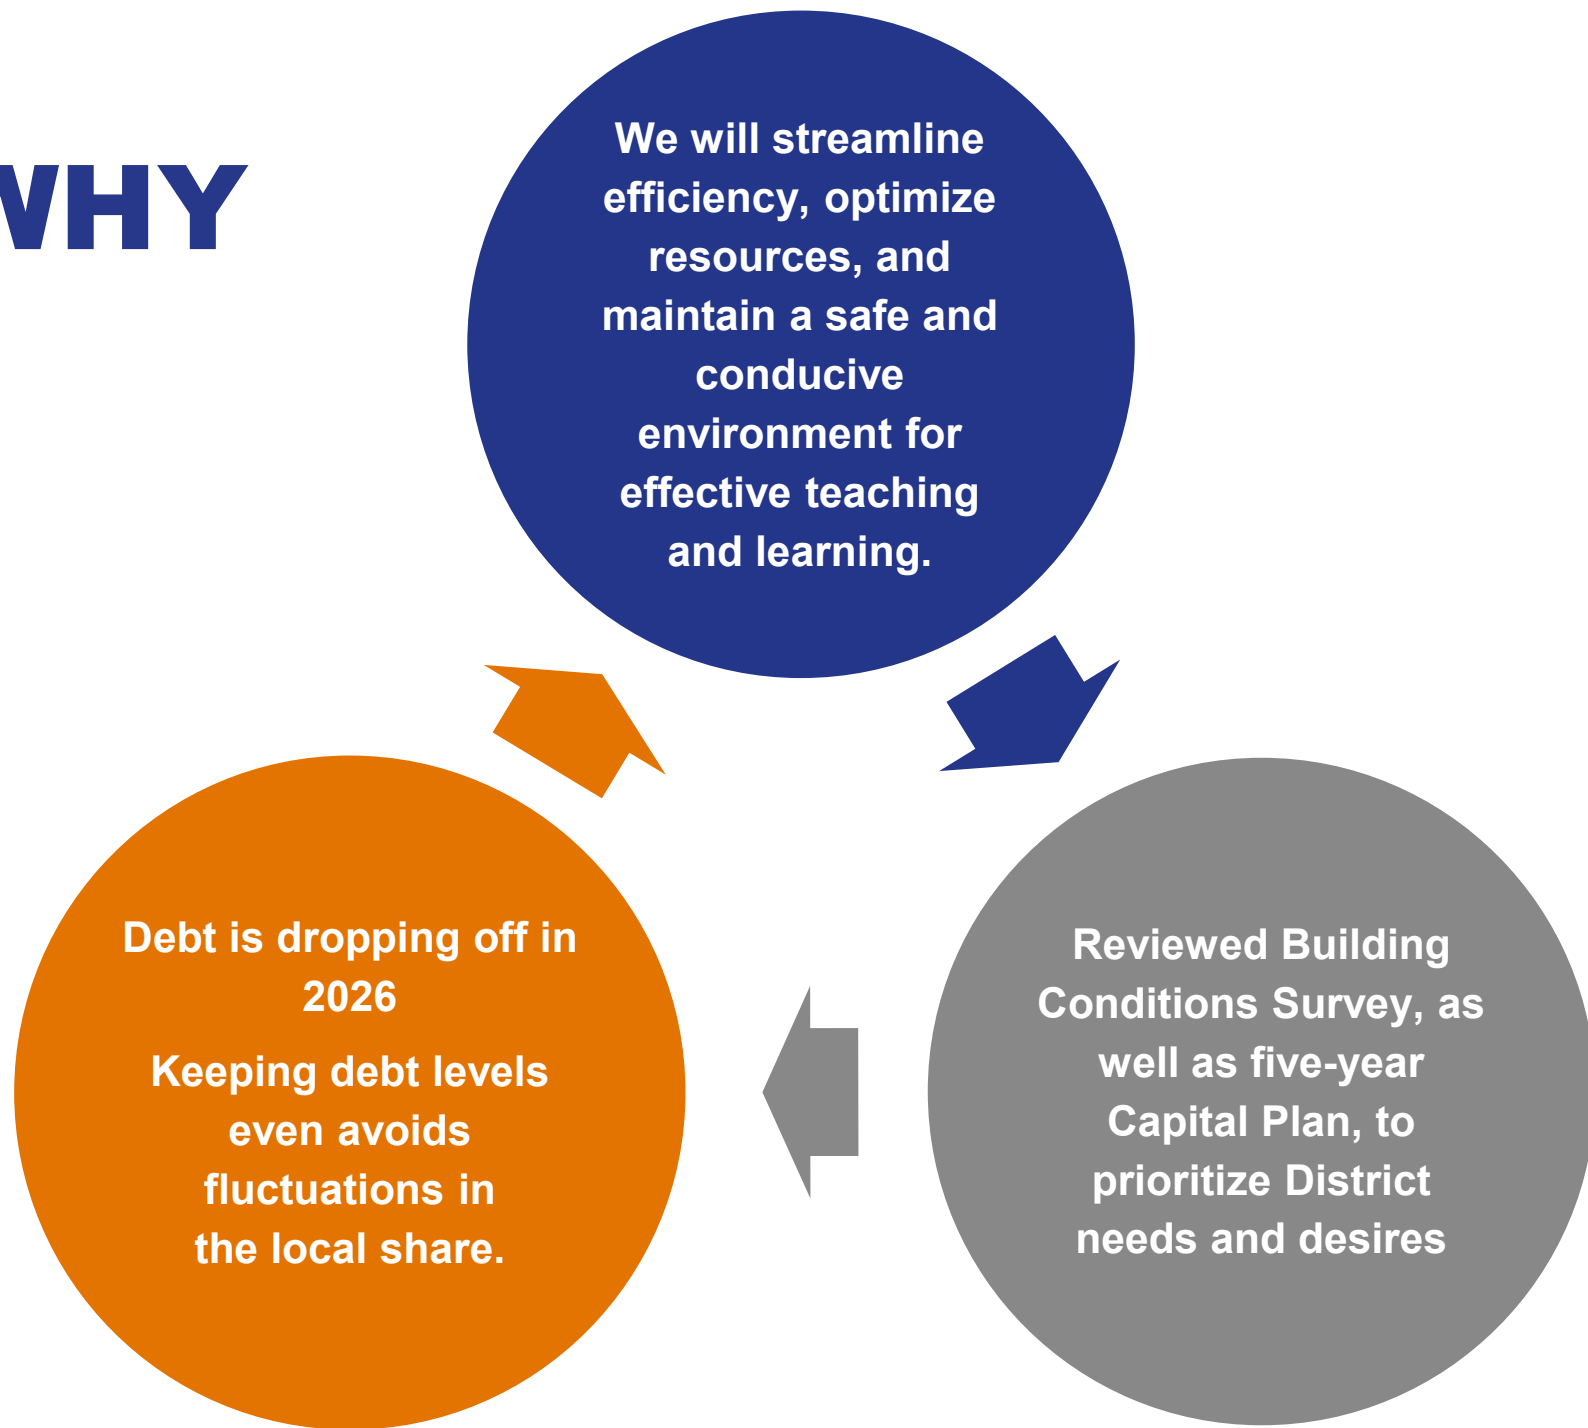 WHY
We will streamline
efficiency, optimize
resources, and
maintain a safe and
conducive
environment for
effective teaching
and learning.
Debt is dropping off in
2026
Keeping debt levels
even avoids
fluctuations in
the local share.
Reviewed Building
Conditions Survey, as
well as five-year
Capital Plan, to
prioritize District
needs and desires